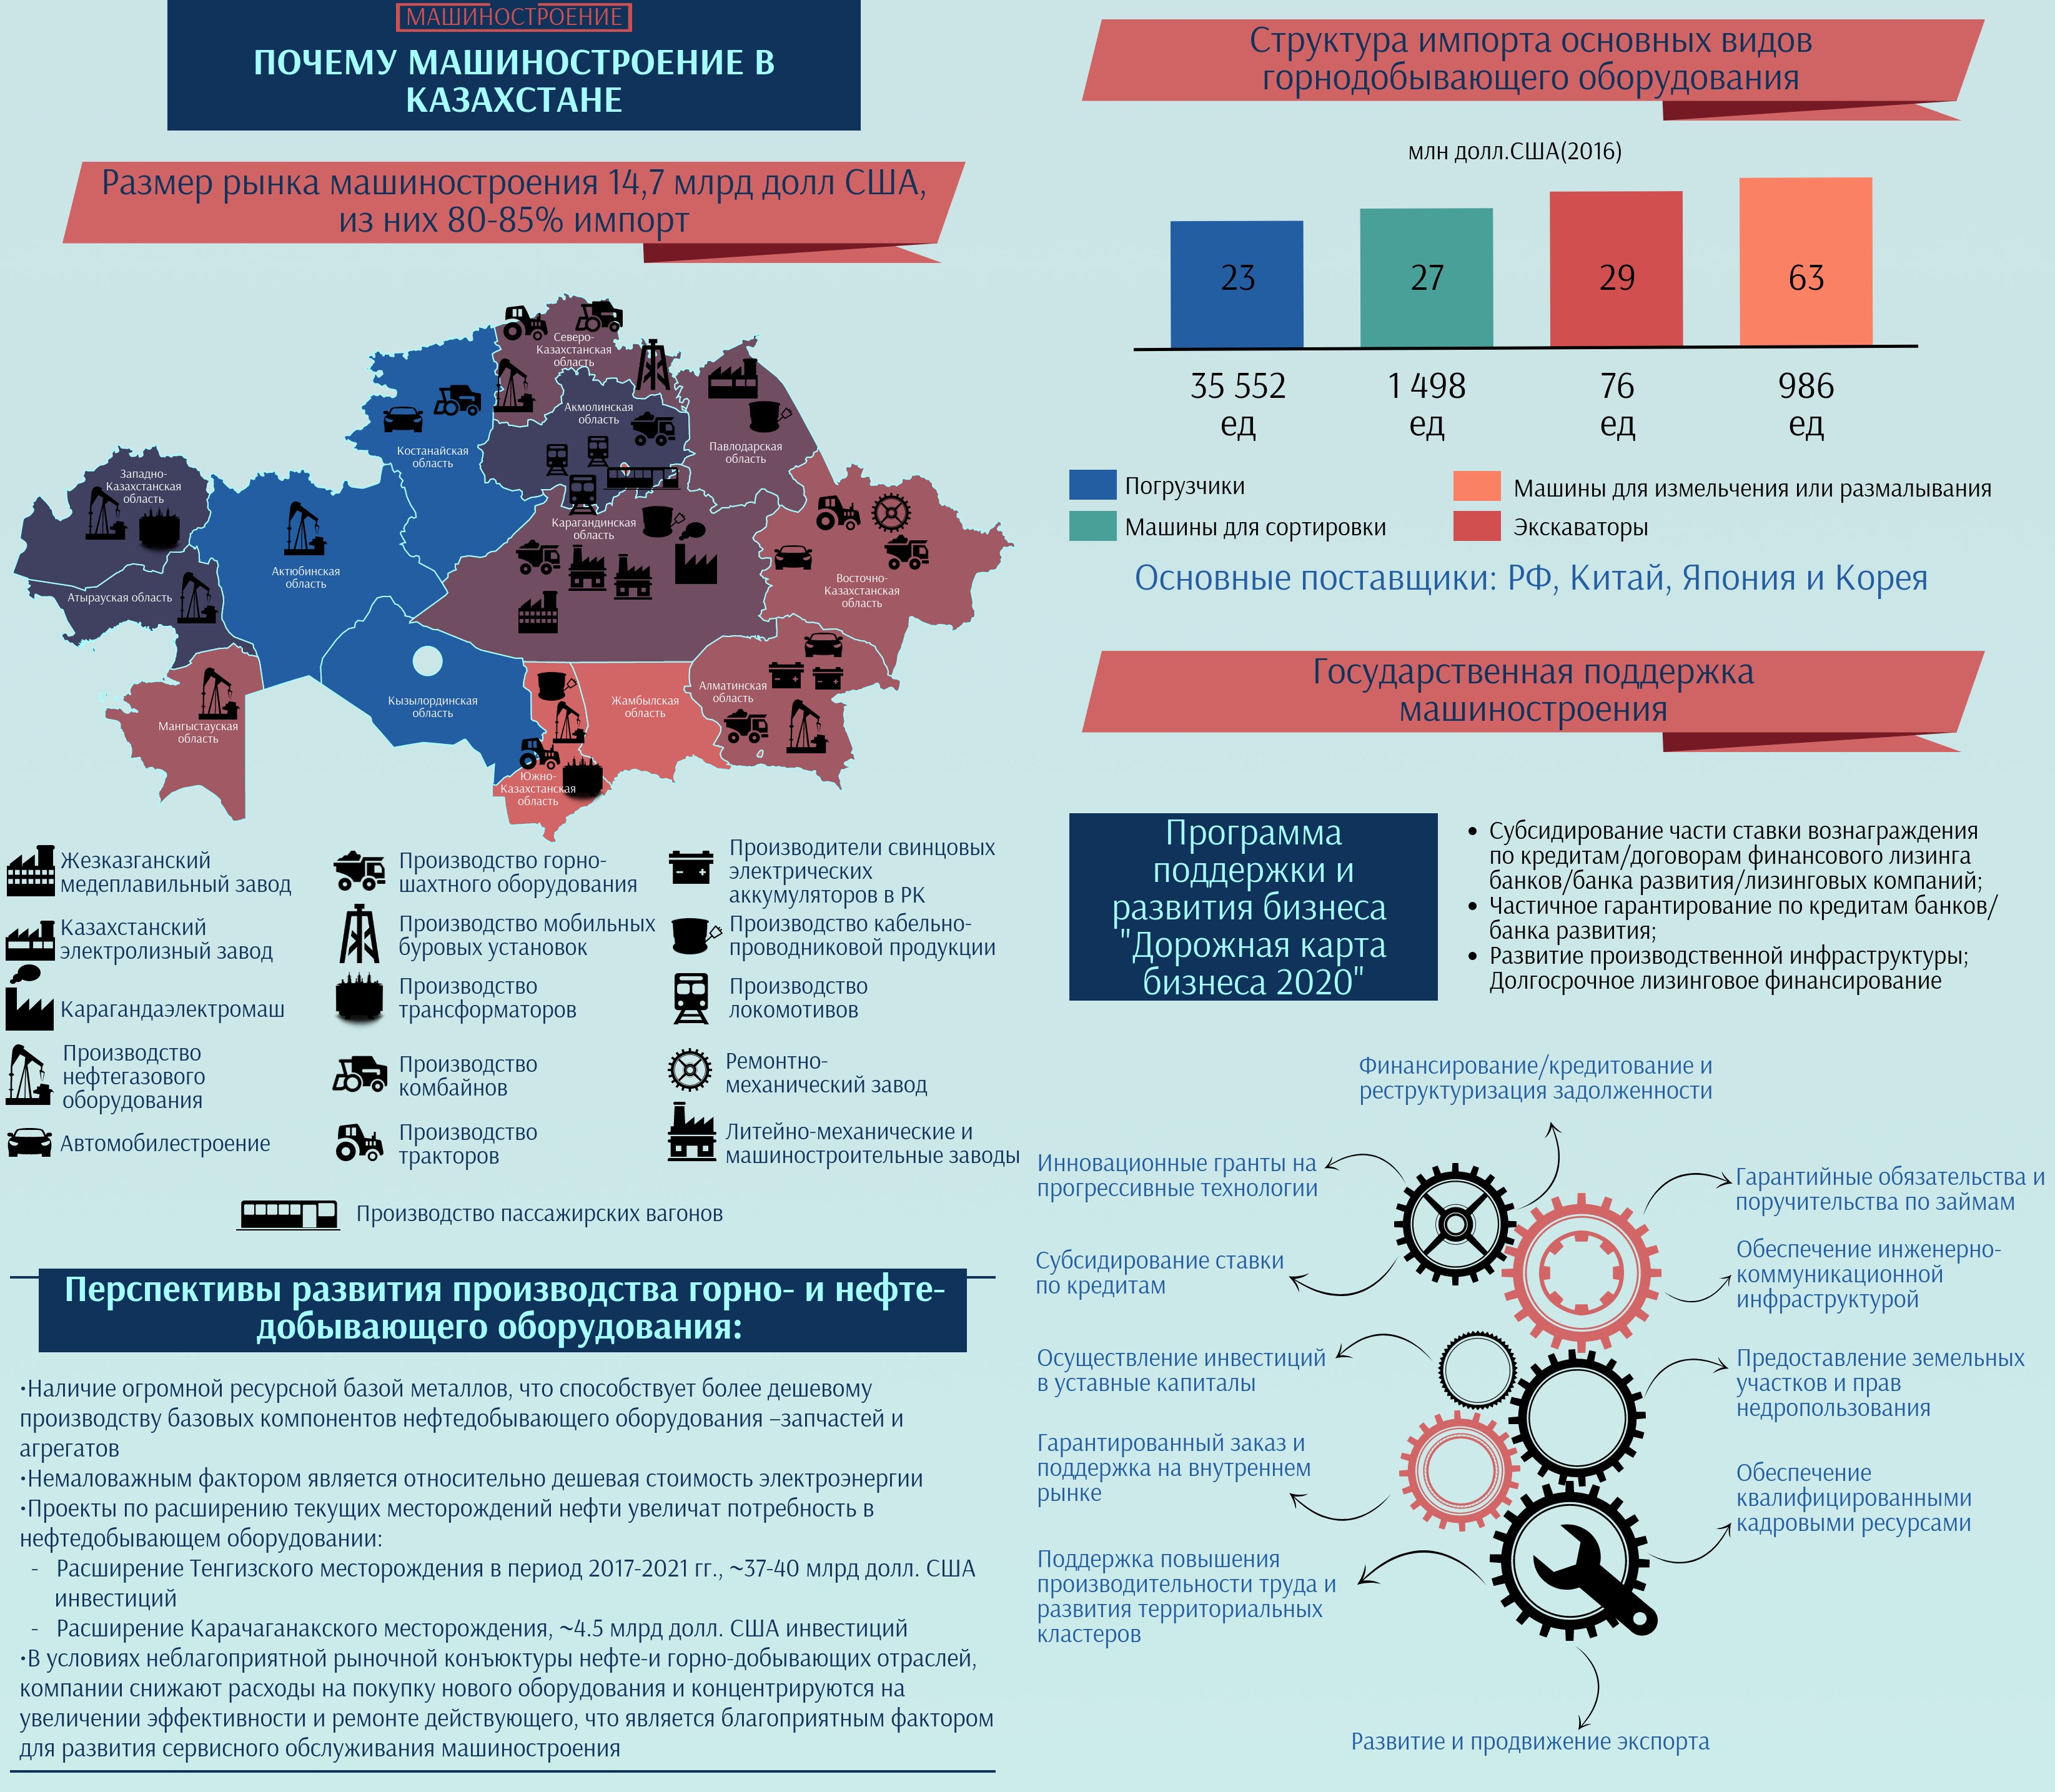 МАШИНОСТРОЕНИЕ
ПОЧЕМУ МАШИНОСТРОЕНИЕ В
КАЗАХСТАНЕ
Размер рынка машиностроения 14,7 млрд долл США,
из них 80-85% импорт
Северо-
Казахстанская
область
Акмолинская
область
Костанайская
область
Павлодарская
область
Западно-
Казахстанская
область
Карагандинская
область
Актюбинская
область
Атырауская область
Восточно-
Казахстанская
область
Кызылординская
область
Жамбылская
область
Алматинская
область
Мангыстауская
область
Южно-
Казахстанская
область
Жезказганский
медеплавильный завод
Казахстанский
электролизный завод
Карагандаэлектромаш
Производство
нефтегазового
оборудования
Автомобилестроение
Производство горно-
шахтного оборудования
Производство мобильных
буровых установок
Производство
трансформаторов
Производство
комбайнов
Производство
тракторов
Производители свинцовых
электрических
аккумуляторов в РК
Производство кабельно-
проводниковой продукции
Производство
локомотивов
Ремонтно-
механический завод
Литейно-механические и
машиностроительные заводы
Производство пассажирских вагонов
Перспективы развития производства горно- и нефте-
добывающего оборудования:
·Наличие огромной ресурсной базой металлов, что способствует более дешевому
производству базовых компонентов нефтедобывающего оборудования –запчастей и
агрегатов
·Немаловажным фактором является относительно дешевая стоимость электроэнергии
·Проекты по расширению текущих месторождений нефти увеличат потребность в
нефтедобывающем оборудовании:
- Расширение Тенгизского месторождения в период 2017-2021 гг., ~37-40 млрд долл. США
инвестиций
- Расширение Карачаганакского месторождения, ~4.5 млрд долл. США инвестиций
·В условиях неблагоприятной рыночной конъюктуры нефте-и горно-добывающих отраслей,
компании снижают расходы на покупку нового оборудования и концентрируются на
увеличении эффективности и ремонте действующего, что является благоприятным фактором
для развития сервисного обслуживания машиностроения
Структура импорта основных видов
горнодобывающего оборудования
млн долл.США(2016)
23 27 29 63
35 552 1 498 76 986
ед ед ед ед
Погрузчики
Машины для сортировки
Машины для измельчения или размалывания
Экскаваторы
Основные поставщики: РФ, Китай, Япония и Корея
Государственная поддержка
машиностроения
Программа
поддержки и
развития бизнеса
"Дорожная карта
бизнеса 2020"
• Субсидирование части ставки вознаграждения
по кредитам/договорам финансового лизинга
банков/банка развития/лизинговых компаний;
• Частичное гарантирование по кредитам банков/
банка развития;
• Развитие производственной инфраструктуры;
Долгосрочное лизинговое финансирование
Финансирование/кредитование и
реструктуризация задолженности
Инновационные гранты на
прогрессивные технологии
Субсидирование ставки
по кредитам
Осуществление инвестиций
в уставные капиталы
Гарантированный заказ и
поддержка на внутреннем
рынке
Поддержка повышения
производительности труда и
развития территориальных
кластеров
Гарантийные обязательства и
поручительства по займам
Обеспечение инженерно-
коммуникационной
инфраструктурой
Предоставление земельных
участков и прав
недропользования
Обеспечение
квалифицированными
кадровыми ресурсами
Развитие и продвижение экспорта